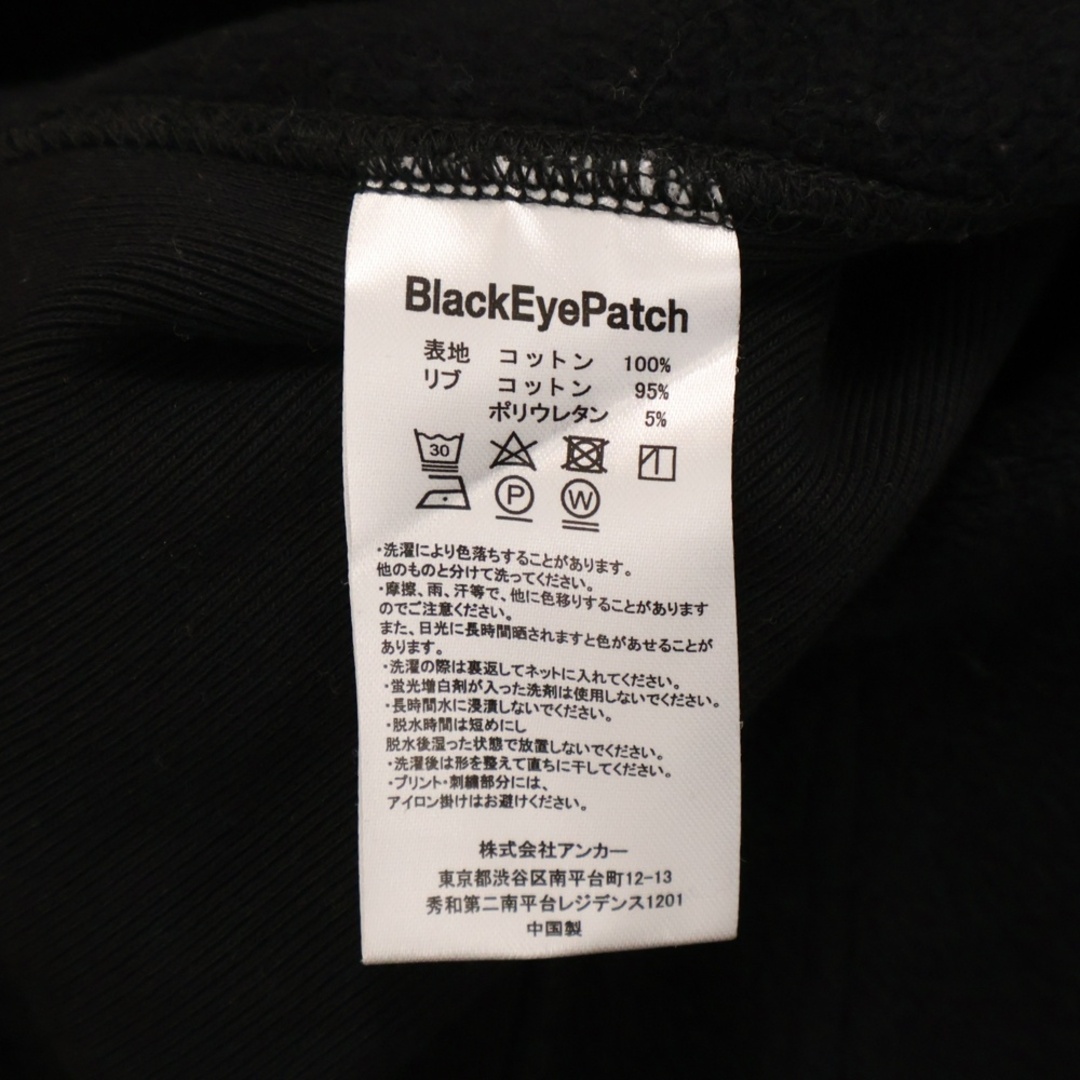 BlackEyePatch
表地 コットン 100%
リブ コットン 95%
ポリウレタン 5%
30
P W
・洗濯により色落ちすることがあります。
他のものと分けて洗ってください。
・摩擦、雨、汗等で、他に色移りすることがあります
のでご注意ください。
また、日光に長時間晒されますと色があせることが
あります。
・洗濯の際は裏返してネットに入れてください。
・蛍光増白剤が入った洗剤は使用しないでください。
・長時間水に浸漬しないでください。
・脱水時間は短めにし
脱水後湿った状態で放置しないでください。
・洗濯後は形を整えて直ちに干してください。
・プリント・刺繍部分には、
アイロン掛けはお避けください。
株式会社アンカー
東京都渋谷区南平台町12-13
秀和第二南平台レジデンス1201
中国製